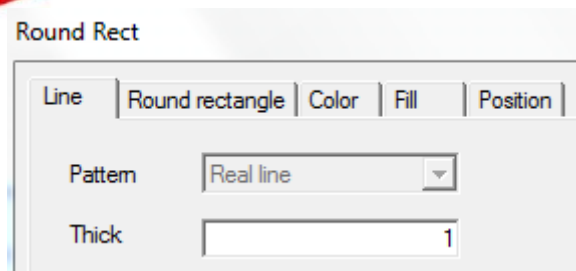 Round Rect
Line Round rectangle Color Fill Position
Pattern Real line
Thick 1